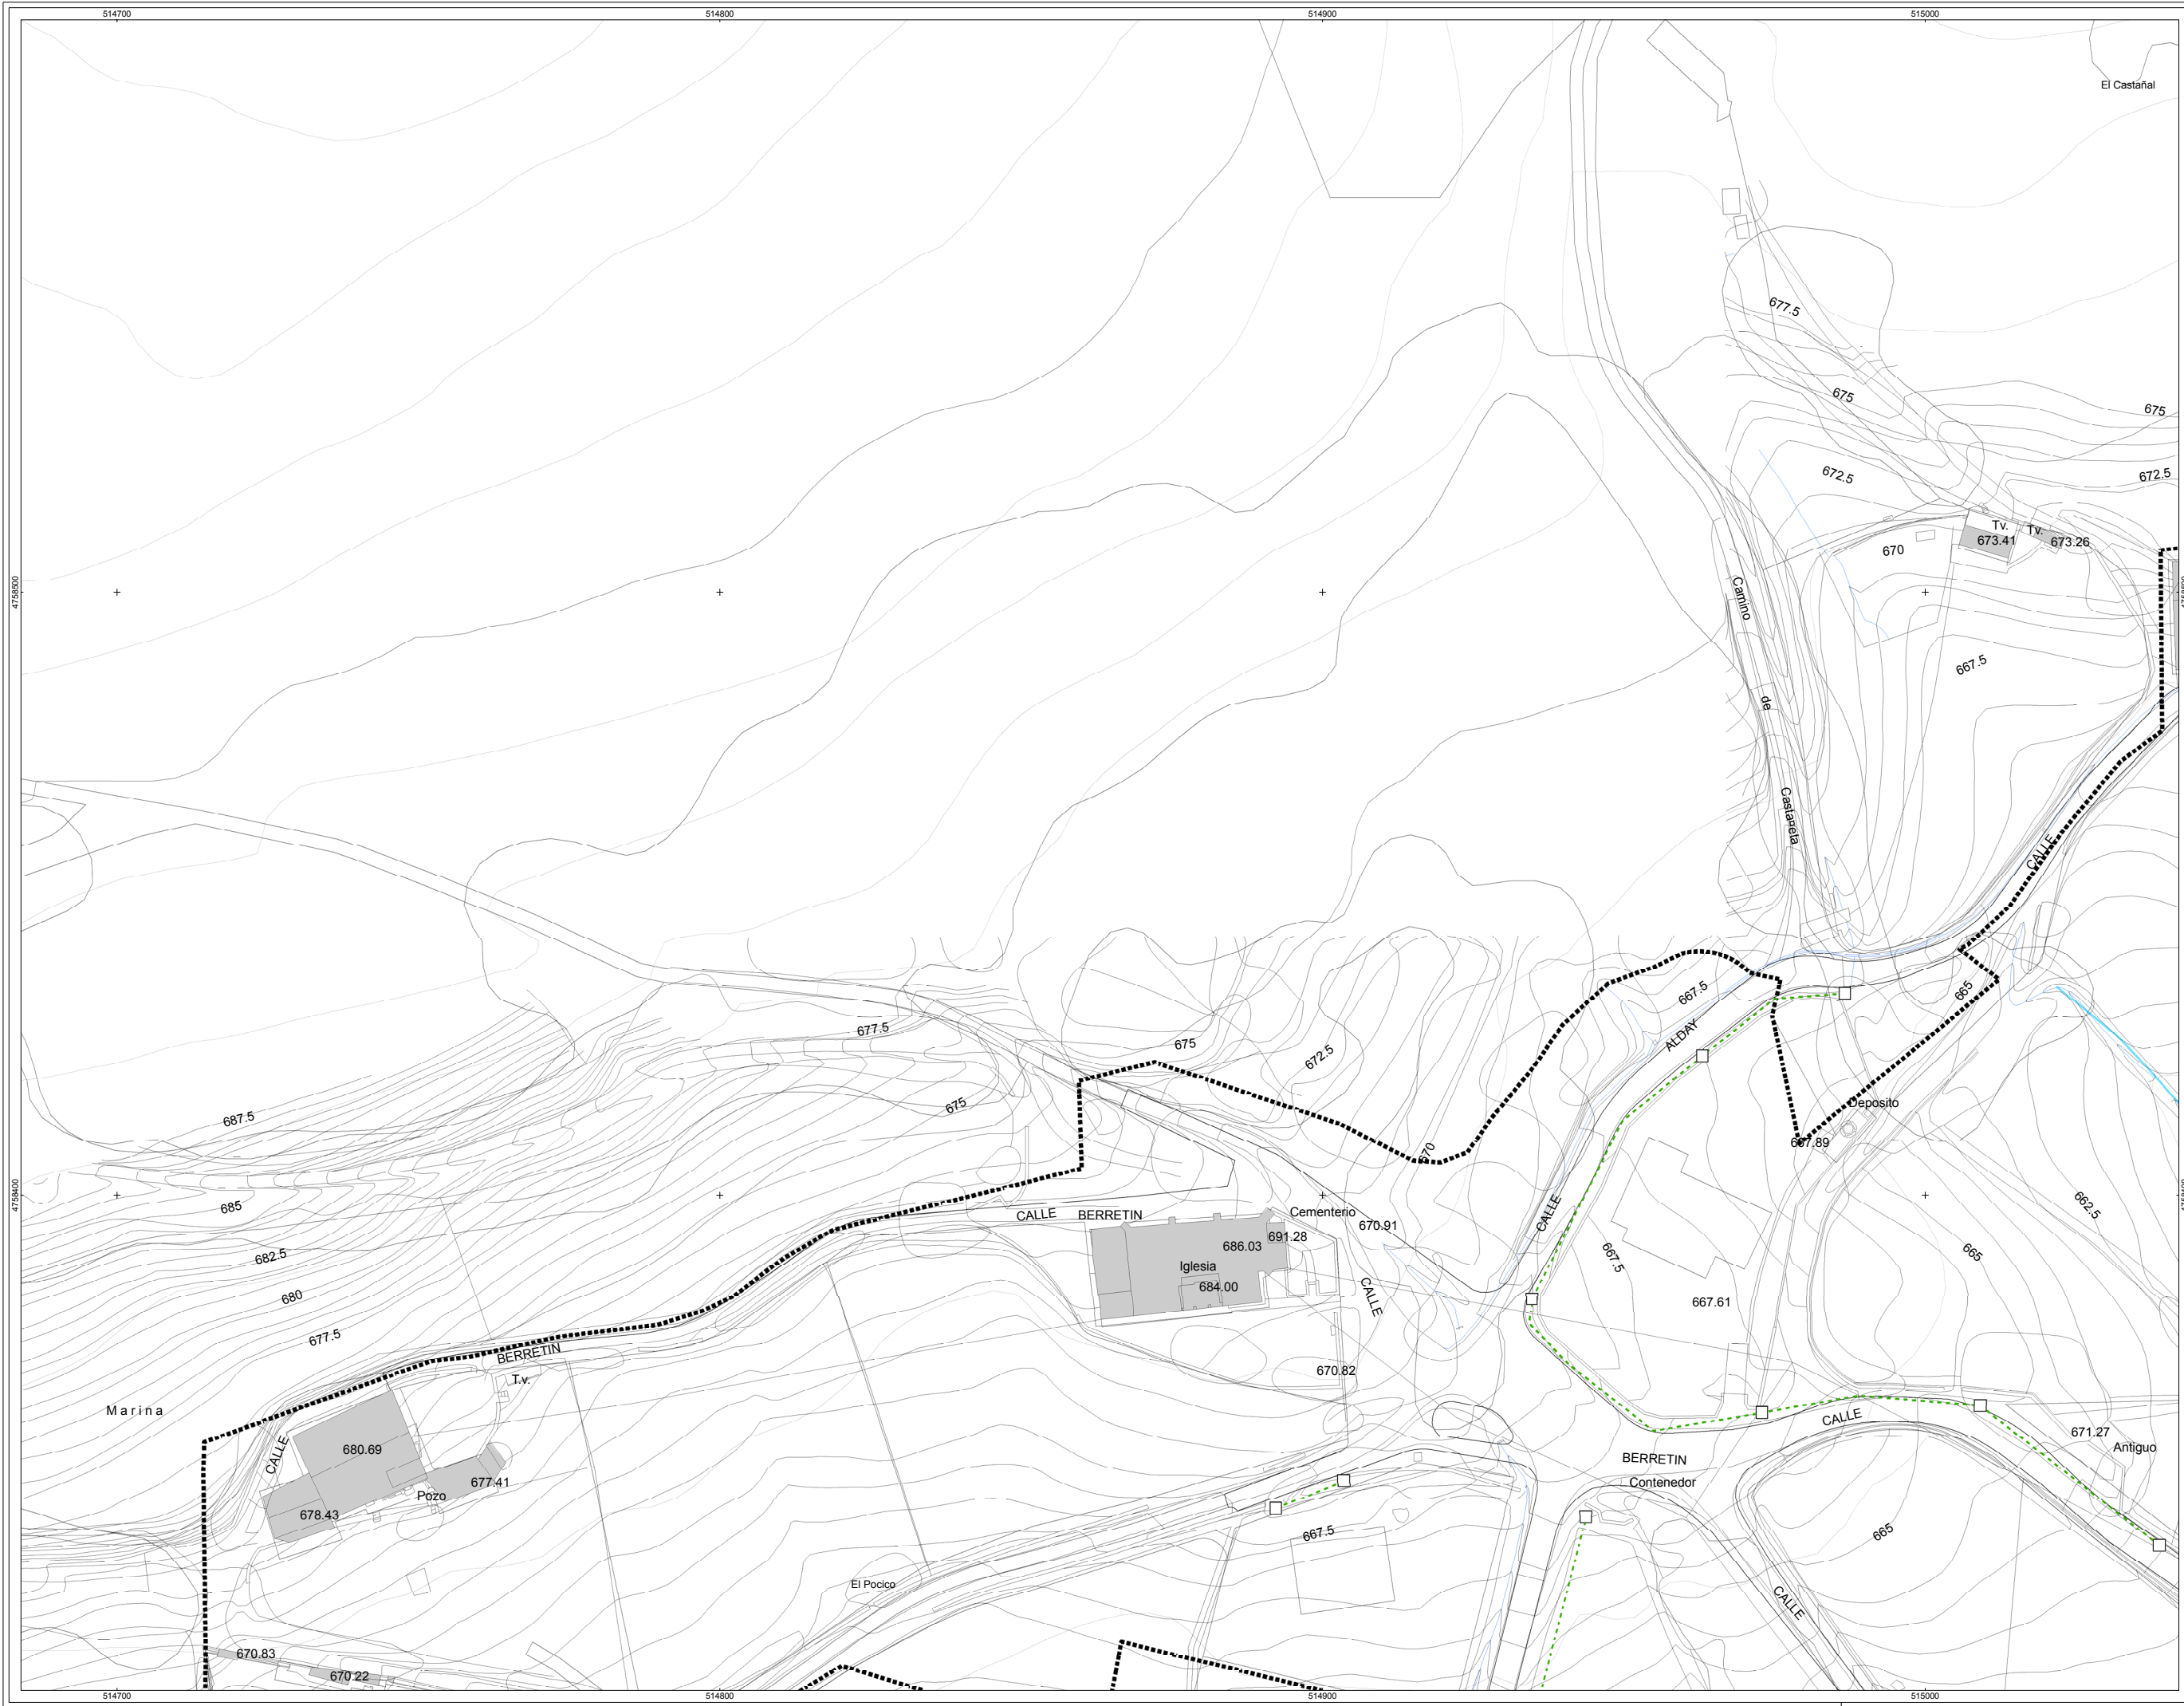 514700
514800
514900
515000
El Castañal
677.5
675
675
672.5
672.5
Tv.
Tv.
673.41
673.26
670
4758500
Camino
667.5
de
Castañeta
CALLE
667.5
665
677.5
ALDAY
675
672.5
675
Deposito
687.5
667.89
670
4758400
685
662.5
CALLE
CALLE
BERRETIN
Cementerio
670.91
691.28
686.03
682.5
667.5
665
Iglesia
684.00
680
CALLE
667.61
677.5
BERRETIN
670.82
T.v.
Marina
CALLE
671.27
CALLE
680.69
Antiguo
BERRETIN
677.41
Contenedor
Pozo
678.43
667.5
665
El Pocico
CALLE
670.83
670.22
514700
514800
514900
515000